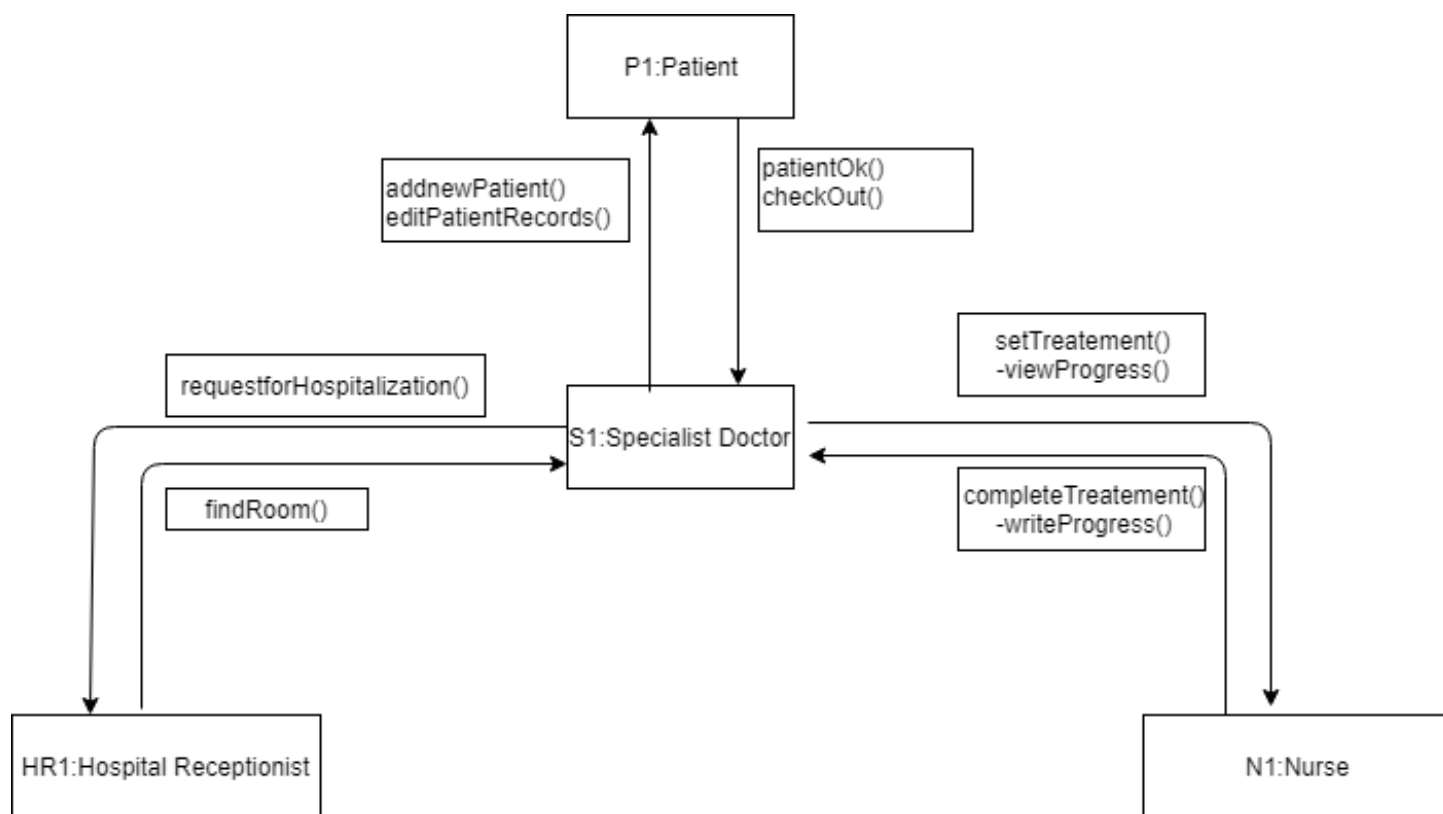 P1:Patient
addnewPatient()
editPatientRecords()
patientOk()
checkOut()
setTreatement()
-viewProgress()
requestforHospitalization()
S1:Specialist Doctor
findRoom()
completeTreatement()
-writeProgress()
HR1:Hospital Receptionist
N1:Nurse